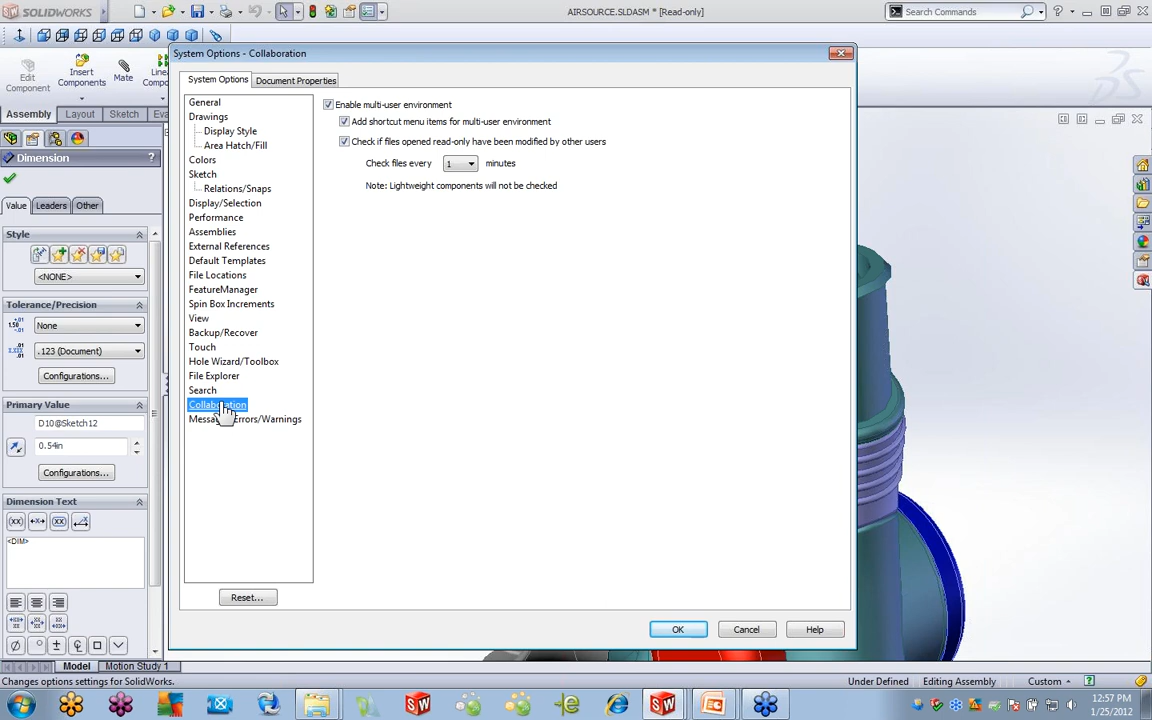 SOLIDWORKS
AIRSOURCE.SLDASM * [Read-only]
Search Commands
Edit
Component
Insert
Components
Mate
Linea
Compo
Assembly
Layout
Sketch
Eva
Dimension
?
Value
Leaders
Other
Style
<NONE>
Tolerance/Precision
None
.123 (Document)
Configurations...
Primary Value
D10@Sketch12
0.54in
Configurations...
Dimension Text
<DIM>
System Options - Collaboration
System Options
Document Properties
General
Drawings
Display Style
Area Hatch/Fill
Colors
Sketch
Relations/Snaps
Display/Selection
Performance
Assemblies
External References
Default Templates
File Locations
FeatureManager
Spin Box Increments
View
Backup/Recover
Touch
Hole Wizard/Toolbox
File Explorer
Search
Collaboration
Errors/Warnings
Reset...
Enable multi-user environment
Add shortcut menu items for multi-user environment
Check if files opened read-only have been modified by other users
Check files every 1 minutes
Note: Lightweight components will not be checked
OK
Cancel
Help
Model
Motion Study 1
Changes options settings for SolidWorks.
Under Defined
Editing Assembly
Custom
12:57 PM
1/25/2012